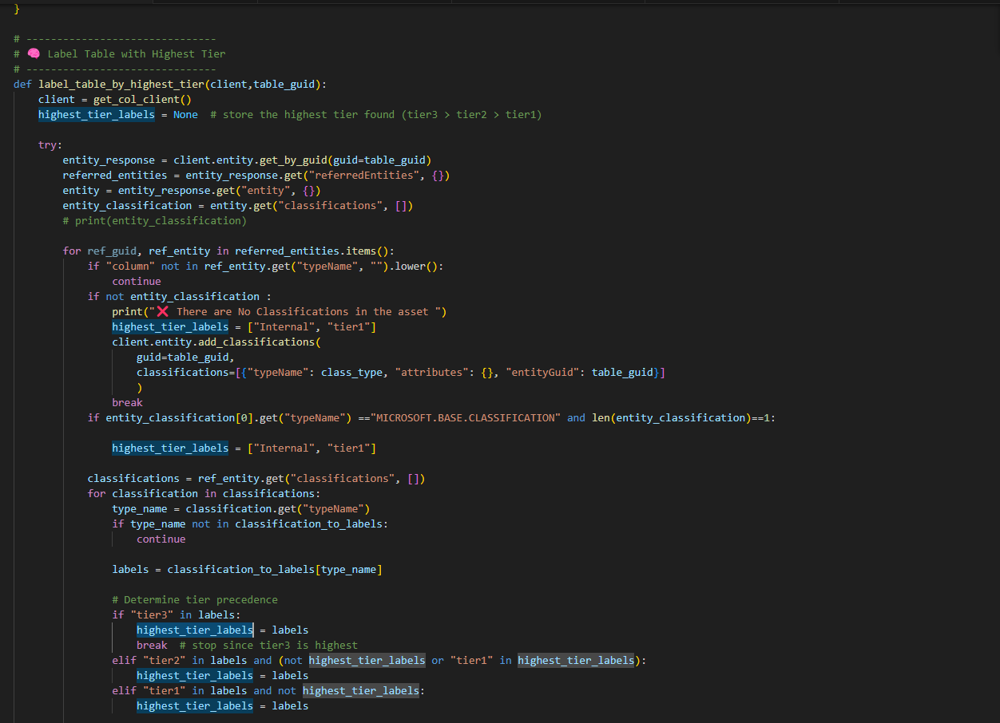 }
# -------------------------------
# 🧠 Label Table with Highest Tier
# -------------------------------
def label_table_by_highest_tier(client,table_guid):
    client = get_col_client()
    highest_tier_labels = None  # store the highest tier found (tier3 > tier2 > tier1)
    try:
        entity_response = client.entity.get_by_guid(guid=table_guid)
        referred_entities = entity_response.get("referredEntities", {})
        entity = entity_response.get("entity", {})
        entity_classification = entity.get("classifications", [])
        # print(entity_classification)
        for ref_guid, ref_entity in referred_entities.items():
            if "column" not in ref_entity.get("typeName", "").lower():
                continue
            if not entity_classification :
                print("❌ There are No Classifications in the asset ")
                highest_tier_labels = ["Internal", "tier1"]
                client.entity.add_classifications(
                    guid=table_guid,
                    classifications=[{"typeName": class_type, "attributes": {}, "entityGuid": table_guid}]
                    )
                break
            if entity_classification[0].get("typeName") =="MICROSOFT.BASE.CLASSIFICATION" and len(entity_classification)==1:
                highest_tier_labels = ["Internal", "tier1"]
            classifications = ref_entity.get("classifications", [])
            for classification in classifications:
                type_name = classification.get("typeName")
                if type_name not in classification_to_labels:
                    continue
                labels = classification_to_labels[type_name]
                # Determine tier precedence
                if "tier3" in labels:
                    highest_tier_labels = labels
                    break  # stop since tier3 is highest
                elif "tier2" in labels and (not highest_tier_labels or "tier1" in highest_tier_labels):
                    highest_tier_labels = labels
                elif "tier1" in labels and not highest_tier_labels:
                    highest_tier_labels = labels